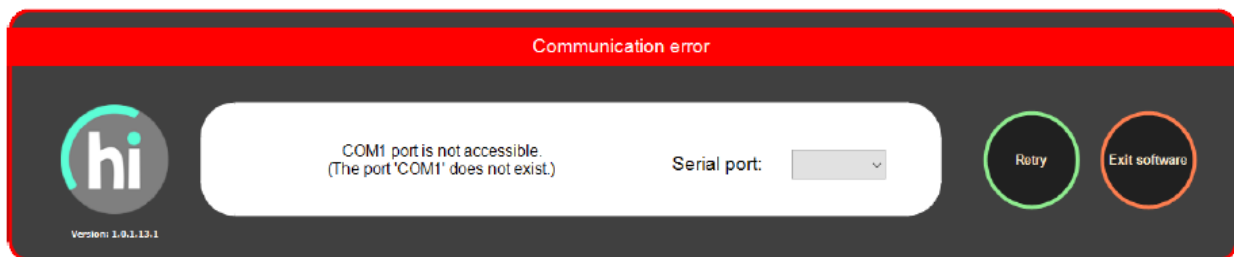 Communication error
hi
COM1 port is not accessible.
(The port 'COM1' does not exist.)
Serial port:
Retry
Exit software
Version: 1.0.1.13.1